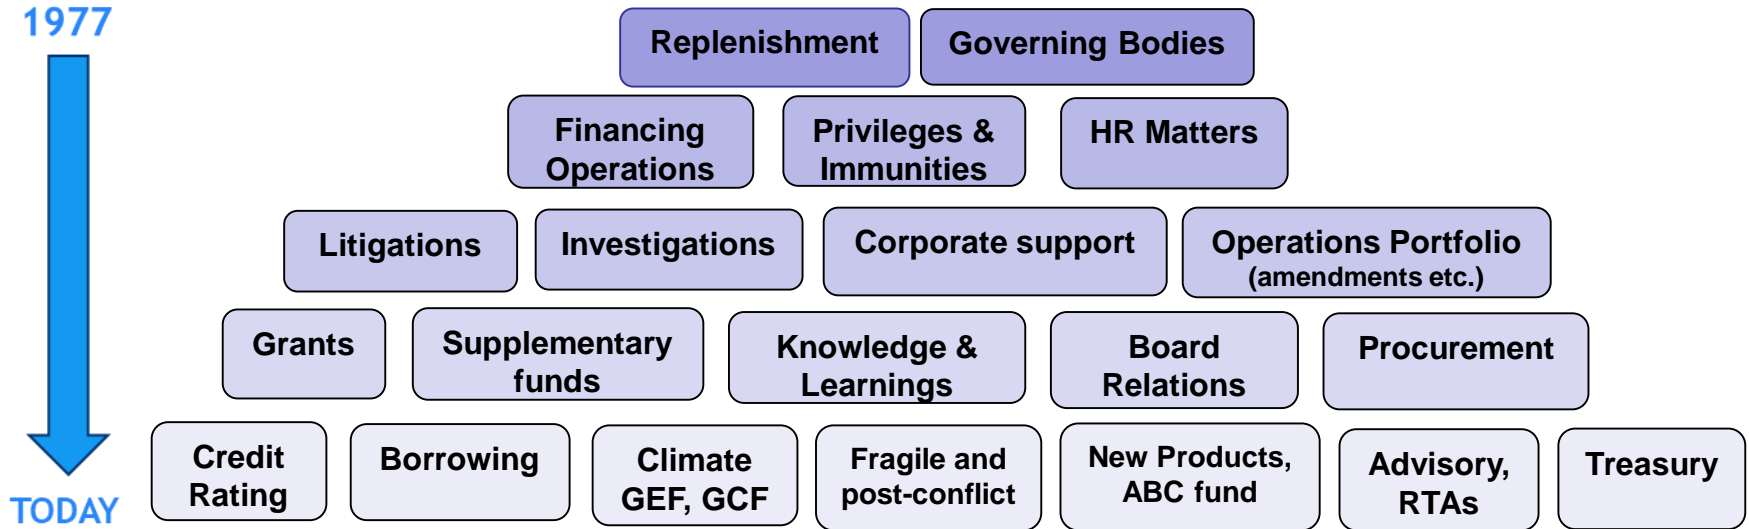 1977
Replenishment
Governing Bodies
Financing
Operations
Privileges &
Immunities
HR Matters
Litigations
Investigations
Corporate support
Operations Portfolio
(amendments etc.)
Grants
Supplementary
funds
Knowledge &
Learnings
Board
Relations
Procurement
Credit
Rating
Borrowing
Climate
GEF, GCF
Fragile and
post-conflict
New Products,
ABC fund
Advisory,
RTAs
Treasury
TODAY